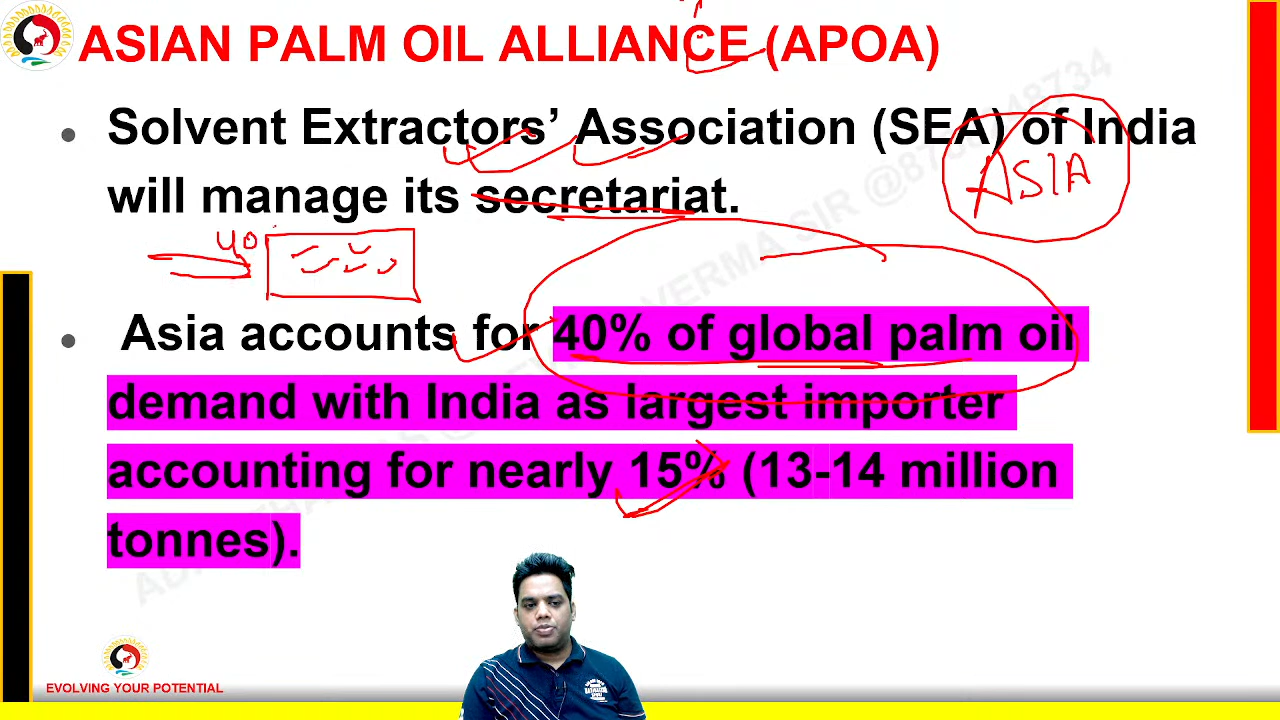 ASIAN PALM OIL ALLIANCE (APOA)
Solvent Extractors’ Association (SEA) of India
will manage its secretariat.
ASIA
40
Asia accounts for 40% of global palm oil
demand with India as largest importer
accounting for nearly 15% (13-14 million
tonnes).
EVOLVING YOUR POTENTIAL